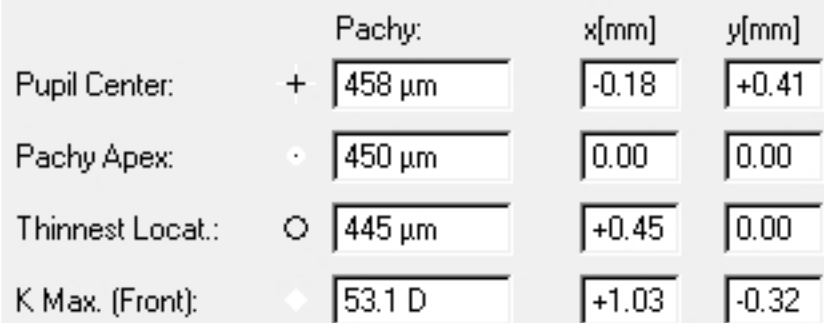 Pachy: x[mm] y[mm]
Pupil Center: + 458 µm -0.18 +0.41
Pachy Apex: 450 µm 0.00 0.00
Thinnest Locat.: 445 µm +0.45 0.00
K Max. (Front): 53.1 D +1.03 -0.32